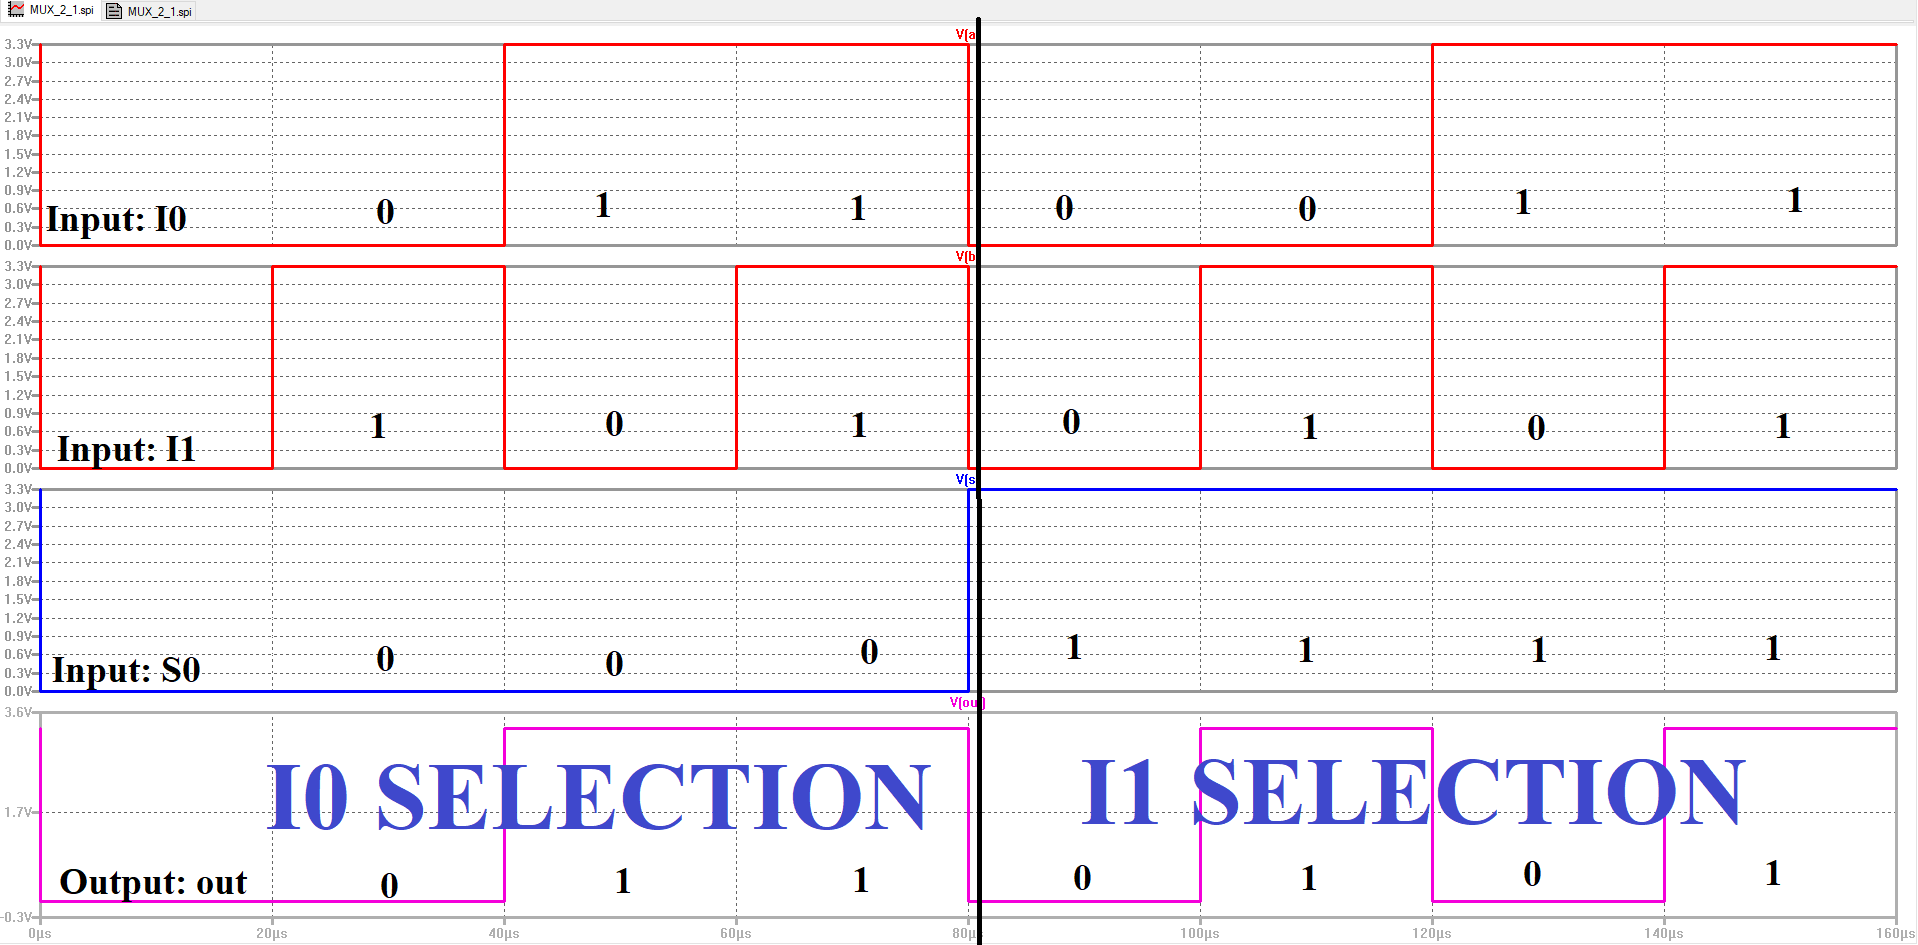 MUX_2_1.spi MUX_2_1.spi
V(a
3.3V
3.0V
2.7V
2.4V
2.1V
1.8V
1.5V
1.2V
0.9V
0.6V
0.3V
0.0V
Input: I0 0 1 1 0 0 1 1
V(b
3.3V
3.0V
2.7V
2.4V
2.1V
1.8V
1.5V
1.2V
0.9V
0.6V
0.3V
0.0V
Input: I1 1 0 1 0 1 0 1
V(s
3.3V
3.0V
2.7V
2.4V
2.1V
1.8V
1.5V
1.2V
0.9V
0.6V
0.3V
0.0V
Input: S0 0 0 0 1 1 1 1
V(ou)
3.6V
1.7V
-0.3V
I0 SELECTION I1 SELECTION
Output: out 0 1 1 0 1 0 1
0µs 20µs 40µs 60µs 80µs 100µs 120µs 140µs 160µs